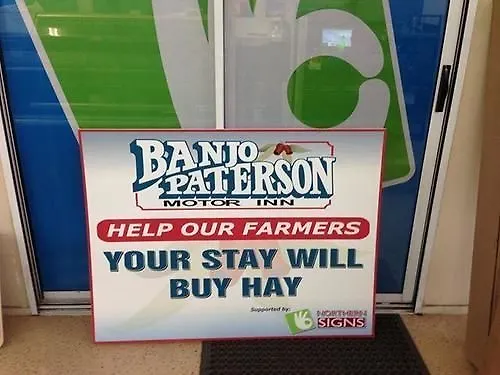 BANJO
PATERSON
MOTOR INN
HELP OUR FARMERS
YOUR STAY WILL
BUY HAY
Supported by:
NORTHERN
SIGNS